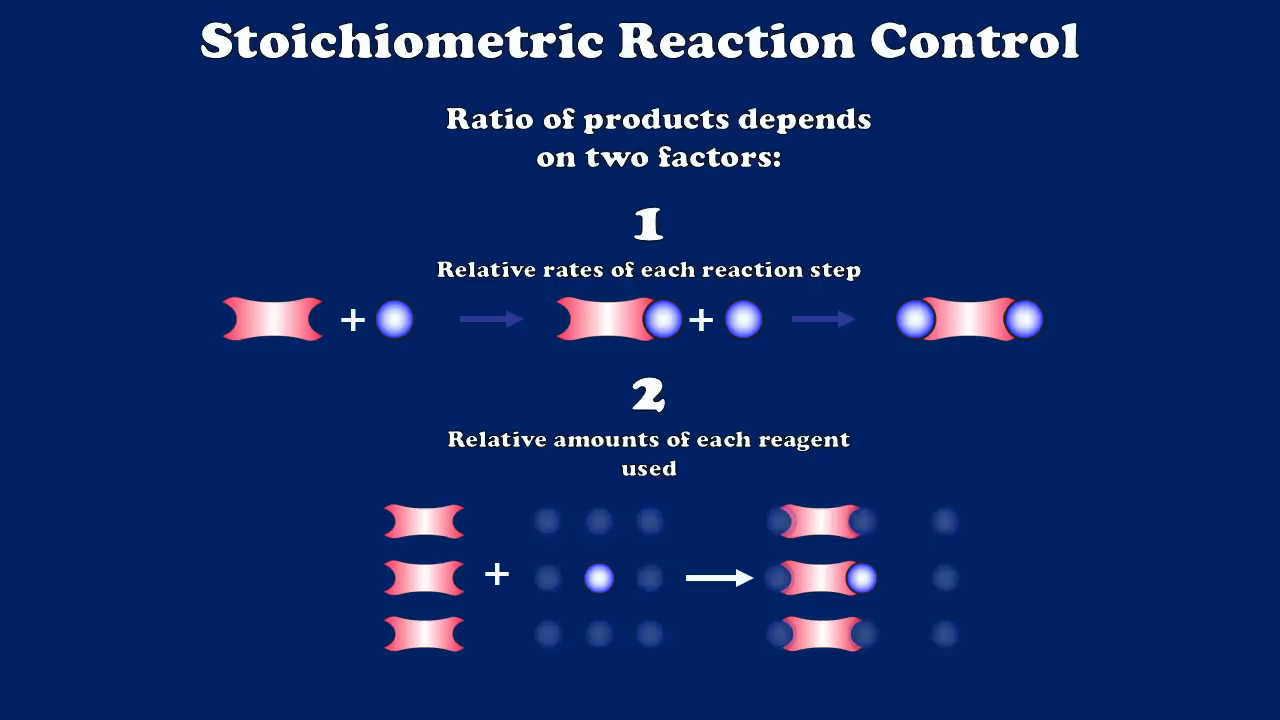 Stoichiometric Reaction Control
Ratio of products depends
on two factors:
1
Relative rates of each reaction step
+ +
2
Relative amounts of each reagent
used
+